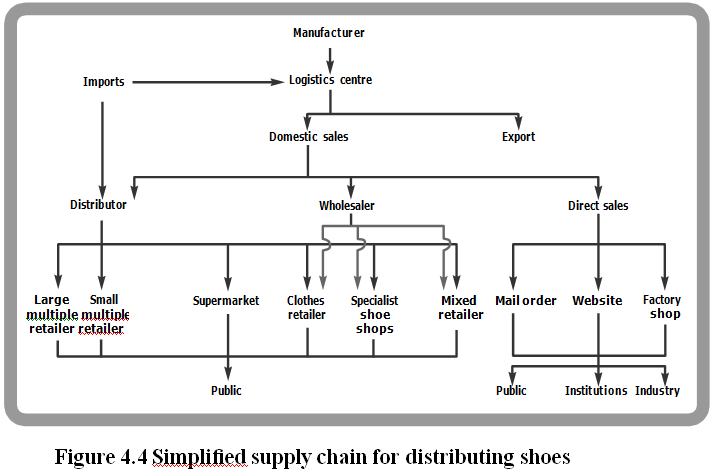 Manufacturer
Imports
Logistics centre
Domestic sales
Export
Distributor
Wholesaler
Direct sales
Large
multiple
retailer
Small
multiple
retailer
Supermarket
Clothes
retailer
Specialist
shoe
shops
Mixed
retailer
Mail order
Website
Factory
shop
Public
Public
Institutions
Industry
Figure 4.4 Simplified supply chain for distributing shoes